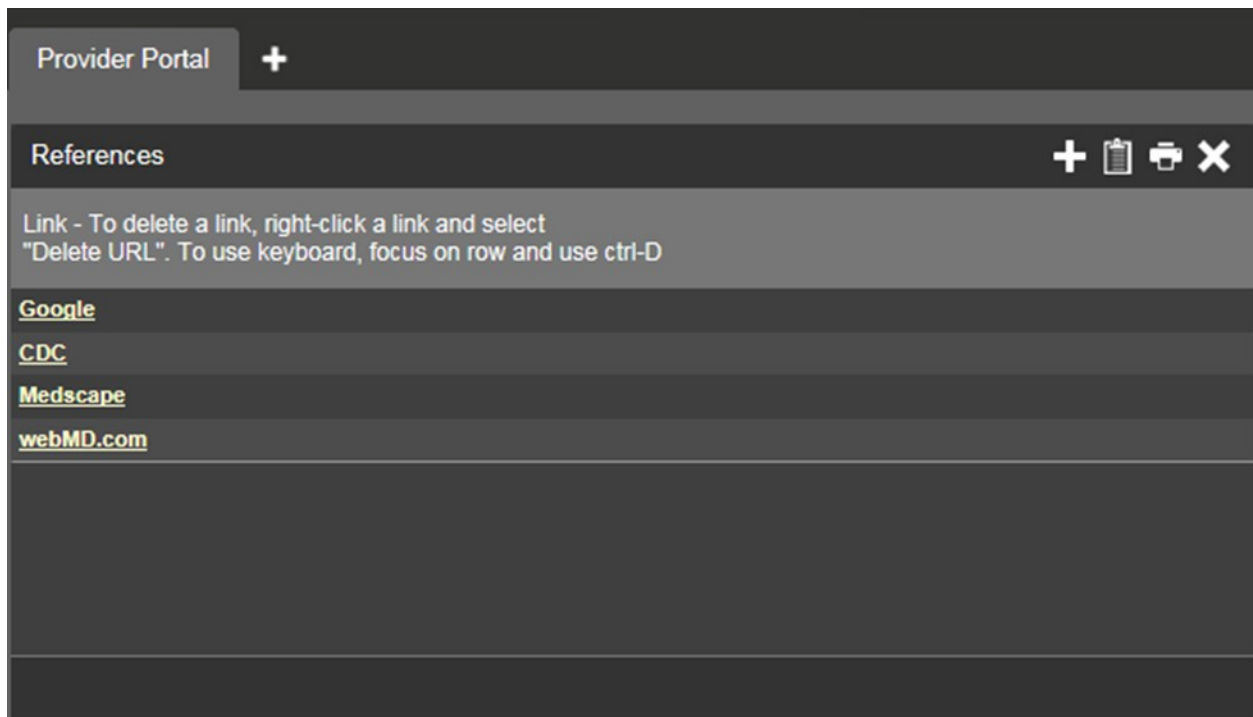 Provider Portal
References
Link - To delete a link, right-click a link and select
"Delete URL". To use keyboard, focus on row and use ctrl-D
Google
CDC
Medscape
webMD.com